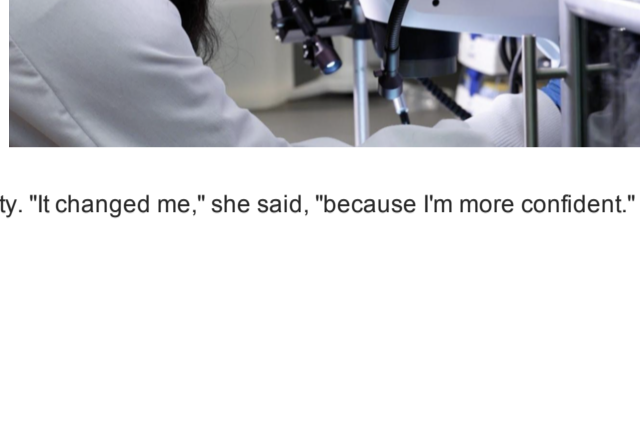 ty. "It changed me," she said, "because I'm more confident."